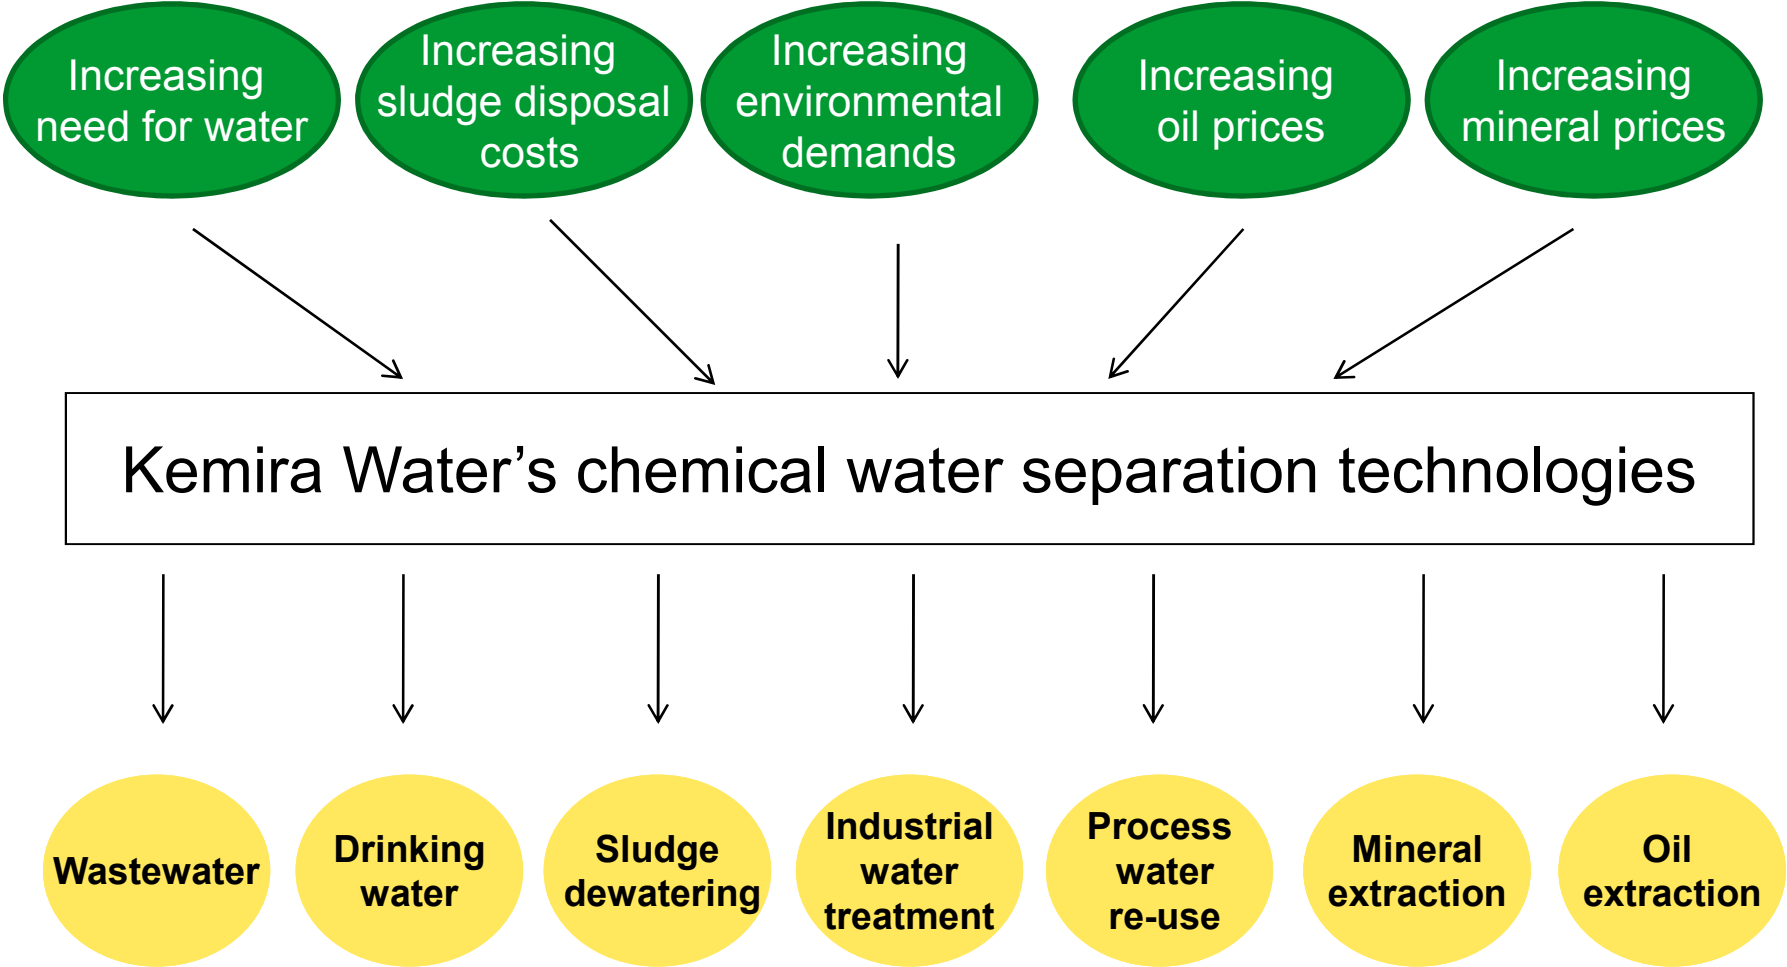 Increasing
need for water
Increasing
sludge disposal
costs
Increasing
environmental
demands
Increasing
oil prices
Increasing
mineral prices
Kemira Water’s chemical water separation technologies
Wastewater
Drinking
water
Sludge
dewatering
Industrial
water
treatment
Process
water
re-use
Mineral
extraction
Oil
extraction